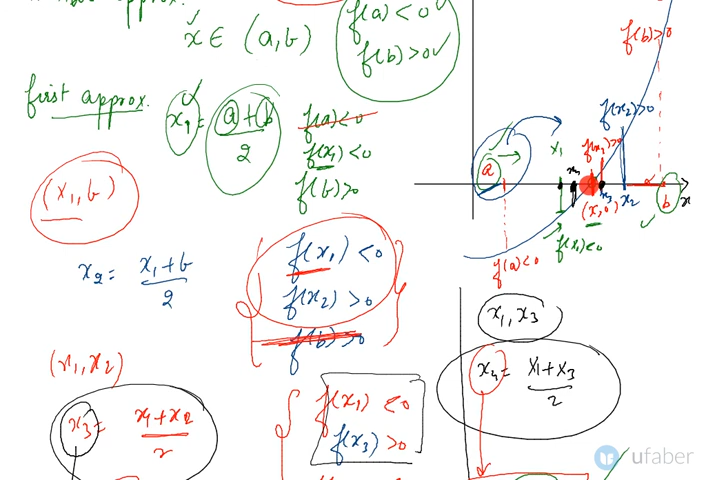 approx.
f(a) < 0 ✓
x ∈ (a, b)
f(b) > 0 ✓
first approx.
x₁ = a + b / 2
f(a) < 0
f(x₁) < 0
f(b) > 0
(x₁, b)
x₂ = x₁ + b / 2
f(x₁) < 0
f(x₂) > 0
f(b) > 0
(x₁, x₂)
x₃ = x₁ + x₂ / 2
f(x₁) < 0
f(x₃) > 0
f(b) > 0
f(x₂) > 0
x₁
a
x₃
x₂
b
x
(x, 0)
f(x₁) < 0
f(a) < 0
x₁, x₃
x₄ = x₁ + x₃ / 2
ufaber